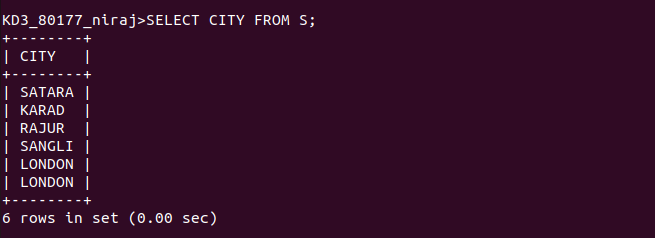 KD3_80177_niraj>SELECT CITY FROM S;
+--------+
| CITY   |
+--------+
| SATARA |
| KARAD  |
| RAJUR  |
| SANGLI |
| LONDON |
| LONDON |
+--------+
6 rows in set (0.00 sec)